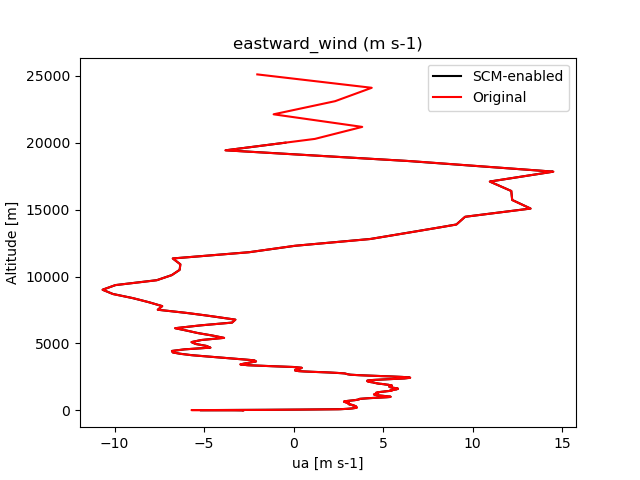 eastward_wind (m s-1)
SCM-enabled
Original
Altitude [m]
25000
20000
15000
10000
5000
0
−10
−5
0
5
10
15
ua [m s-1]